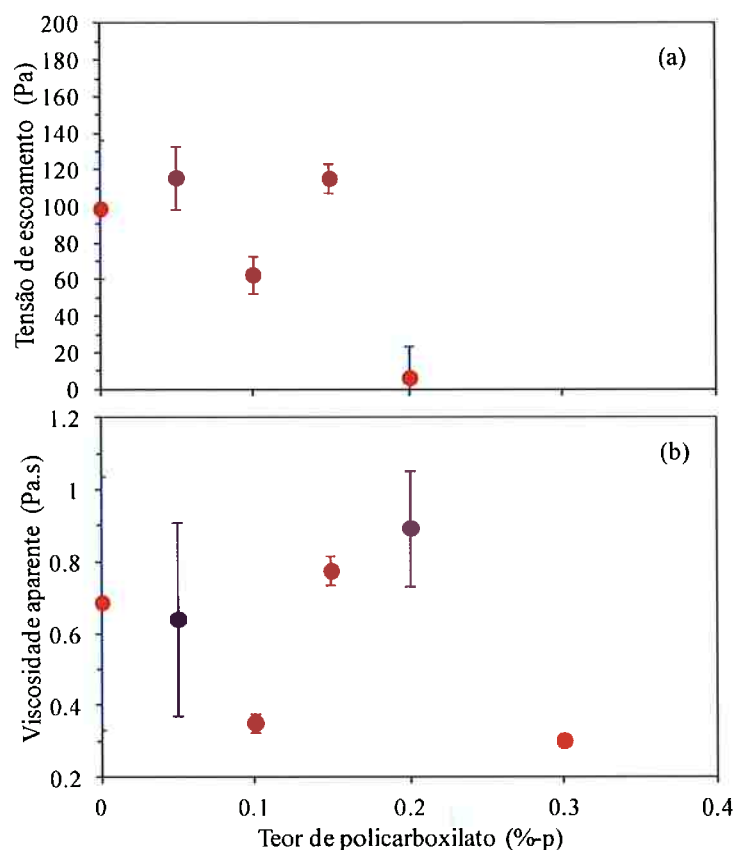 200
180
160
140
120
100
80
60
40
20
0
Tensão de escoamento (Pa)
(a)
1.2
1
0.8
0.6
0.4
0.2
Viscosidade aparente (Pa.s)
(b)
0 0.1 0.2 0.3 0.4
Teor de policarboxilato (%-p)